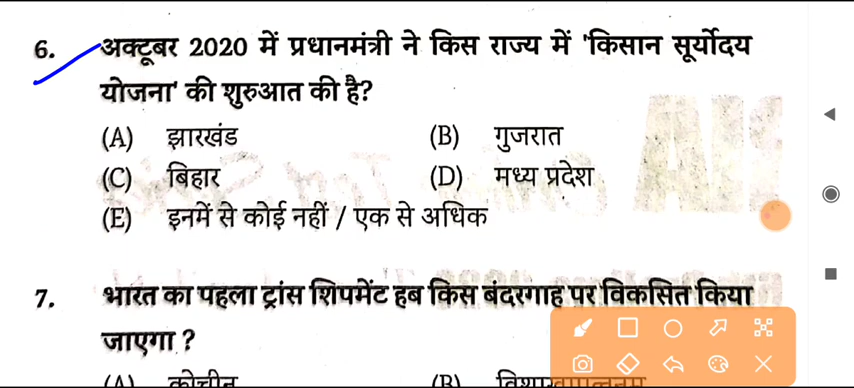 6. अक्टूबर 2020 में प्रधानमंत्री ने किस राज्य में 'किसान सूर्योदय
योजना' की शुरुआत की है?
(A) झारखंड (B) गुजरात
(C) बिहार (D) मध्य प्रदेश
(E) इनमें से कोई नहीं / एक से अधिक
7. भारत का पहला ट्रांस शिपमेंट हब किस बंदरगाह पर विकसित किया
जाएगा ?
(A) कोचीन (B)